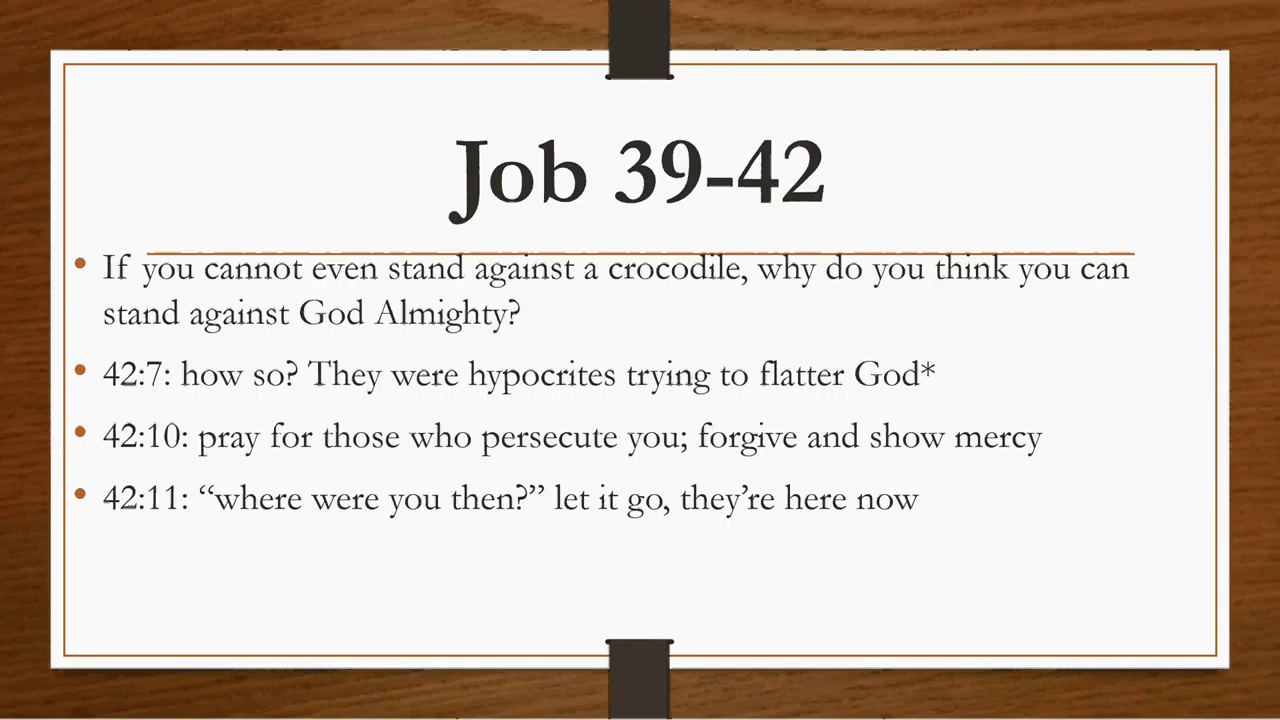 Job 39-42
• If you cannot even stand against a crocodile, why do you think you can
stand against God Almighty?
• 42:7: how so? They were hypocrites trying to flatter God*
• 42:10: pray for those who persecute you; forgive and show mercy
• 42:11: “where were you then?” let it go, they’re here now